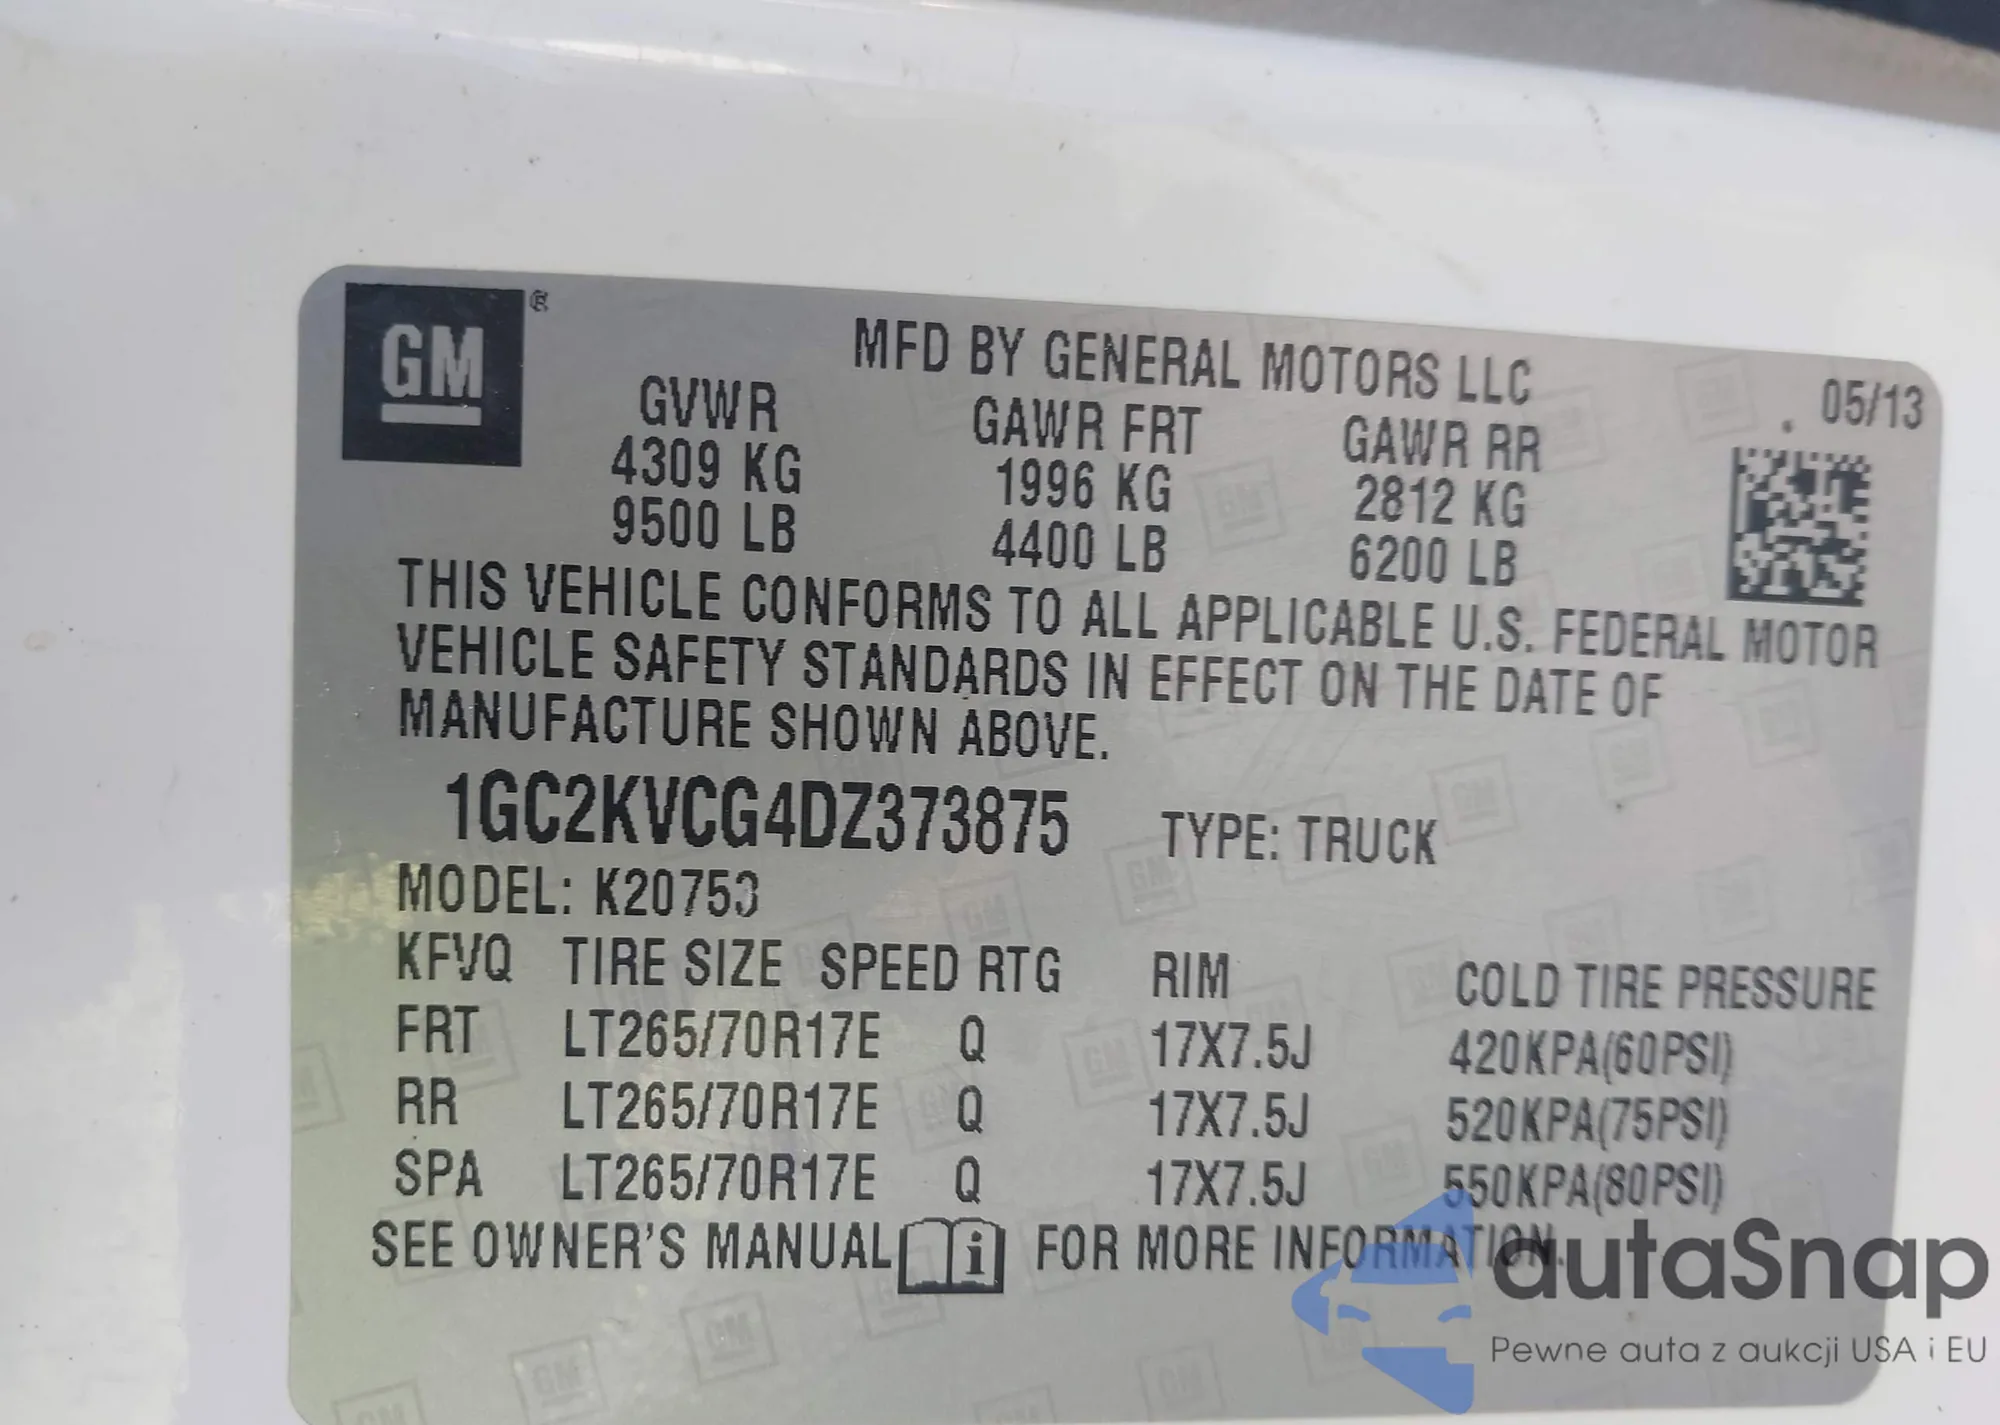 GM ®
MFD BY GENERAL MOTORS LLC
05/13
GVWR GAWR FRT GAWR RR
4309 KG 1996 KG 2812 KG
9500 LB 4400 LB 6200 LB
THIS VEHICLE CONFORMS TO ALL APPLICABLE U.S. FEDERAL MOTOR
VEHICLE SAFETY STANDARDS IN EFFECT ON THE DATE OF
MANUFACTURE SHOWN ABOVE.
1GC2KVCG4DZ373875 TYPE: TRUCK
MODEL: K20753
KFVQ TIRE SIZE SPEED RTG RIM COLD TIRE PRESSURE
FRT LT265/70R17E Q 17X7.5J 420KPA(60PSI)
RR LT265/70R17E Q 17X7.5J 520KPA(75PSI)
SPA LT265/70R17E Q 17X7.5J 550KPA(80PSI)
SEE OWNER'S MANUAL i FOR MORE INFORMATION.
autaSnap
Pewne auta z aukcji USA i EU